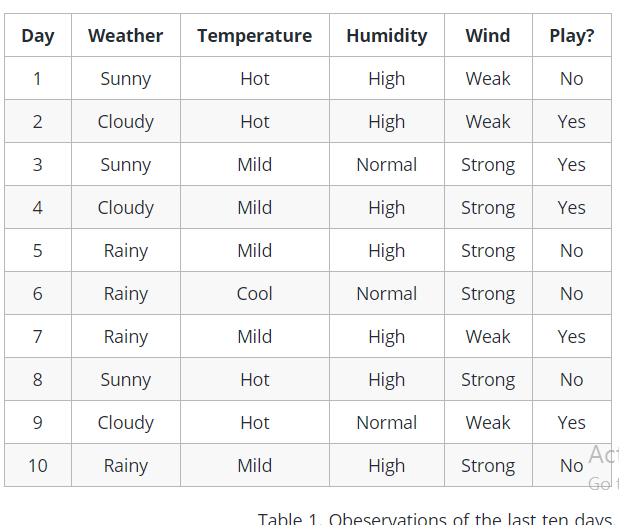 Day Weather Temperature Humidity Wind Play?
1 Sunny Hot High Weak No
2 Cloudy Hot High Weak Yes
3 Sunny Mild Normal Strong Yes
4 Cloudy Mild High Strong Yes
5 Rainy Mild High Strong No
6 Rainy Cool Normal Strong No
7 Rainy Mild High Weak Yes
8 Sunny Hot High Strong No
9 Cloudy Hot Normal Weak Yes
10 Rainy Mild High Strong No
Go
Table 1. Obeservations of the last ten days